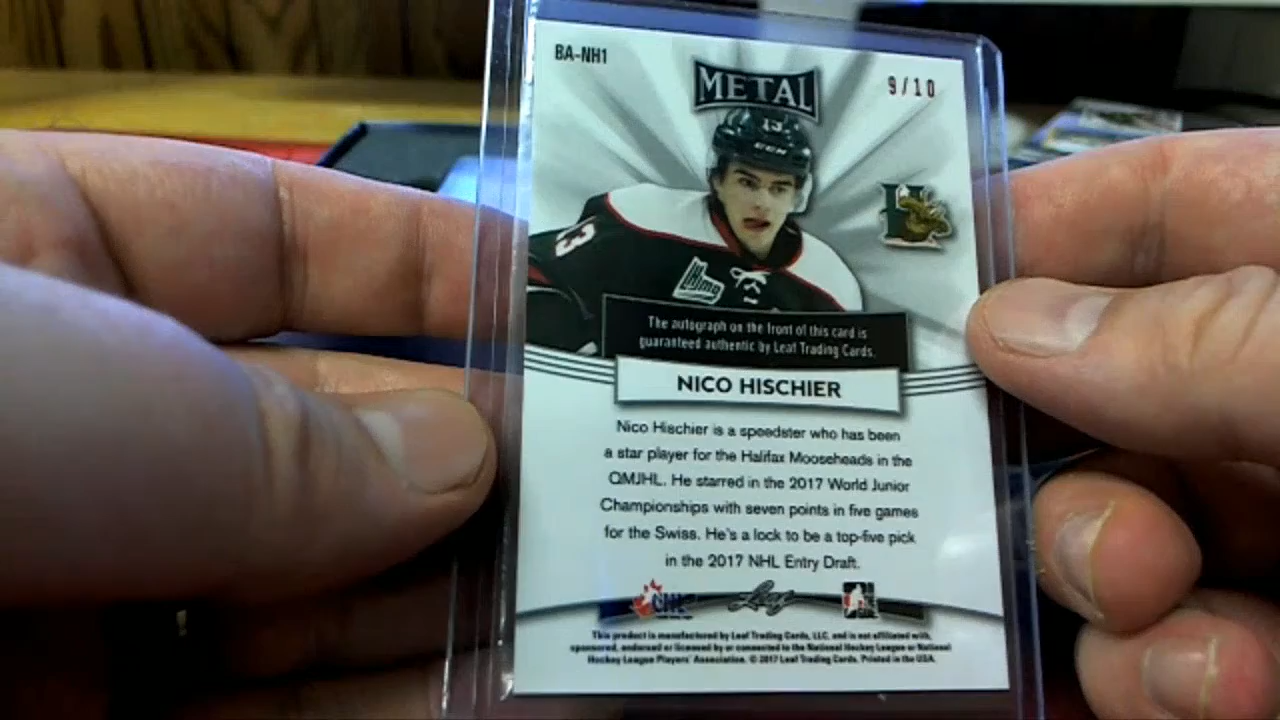 BA-NH1
METAL
9/10
13
CCM
H
13
The autograph on the front of this card is
guaranteed authentic by Leaf Trading Cards.
NICO HISCHIER
Nico Hischier is a speedster who has been
a star player for the Halifax Mooseheads in the
QMJHL. He starred in the 2017 World Junior
Championships with seven points in five games
for the Swiss. He's a lock to be a top-five pick
in the 2017 NHL Entry Draft.
CHL Leaf
This product is manufactured by Leaf Trading Cards, LLC, and is not affiliated with,
sponsored, endorsed or licensed by or connected to the National Hockey League or National
Hockey League Players' Association. © 2017 Leaf Trading Cards. Printed in the USA.